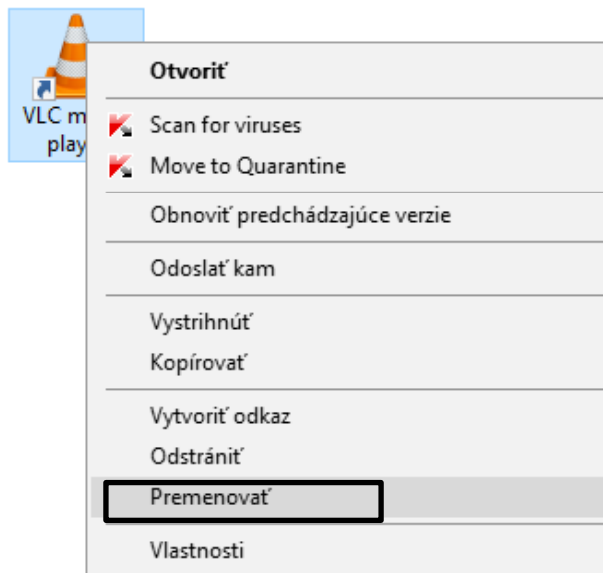 VLC m
play
Otvoriť
Scan for viruses
Move to Quarantine
Obnoviť predchádzajúce verzie
Odoslať kam
Vystrihnúť
Kopírovať
Vytvoriť odkaz
Odstrániť
Premenovať
Vlastnosti